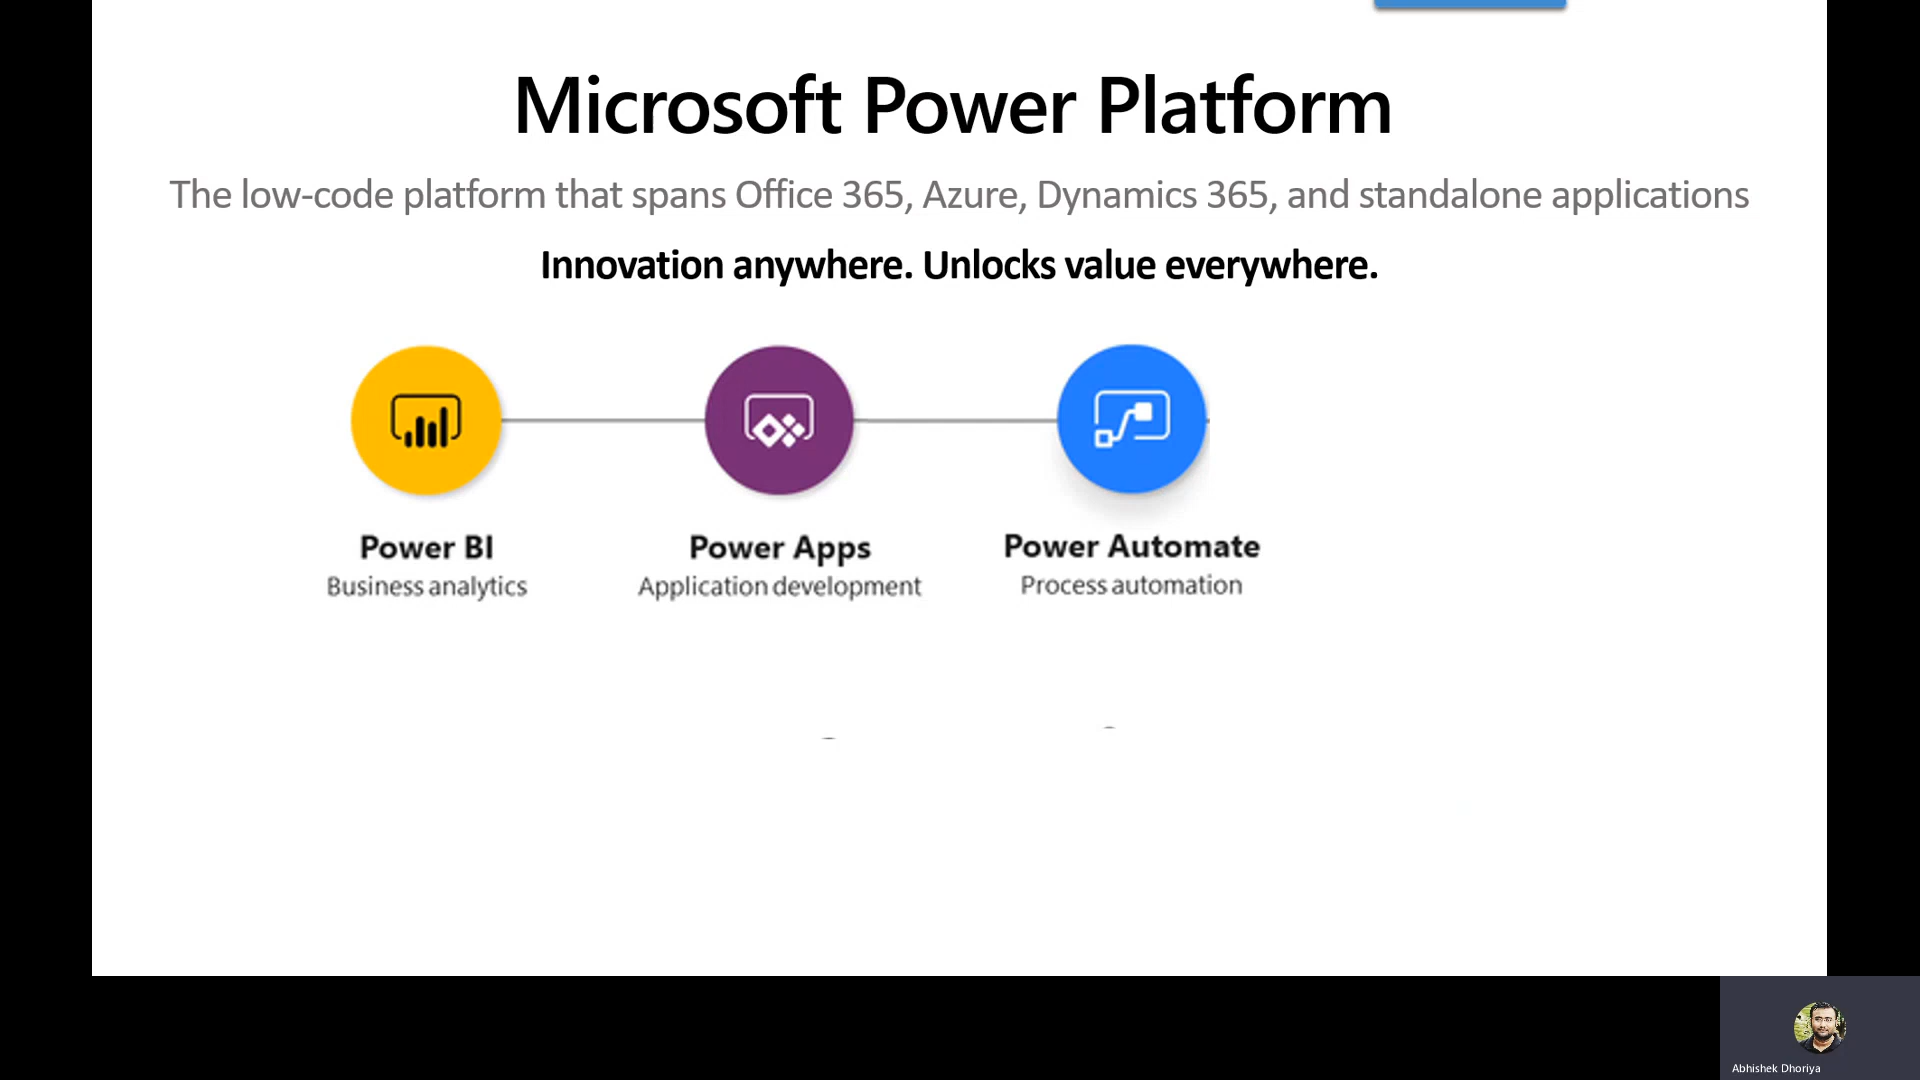 Microsoft Power Platform
The low-code platform that spans Office 365, Azure, Dynamics 365, and standalone applications
Innovation anywhere. Unlocks value everywhere.
Power BI
Business analytics
Power Apps
Application development
Power Automate
Process automation
Abhishek Dhoriya